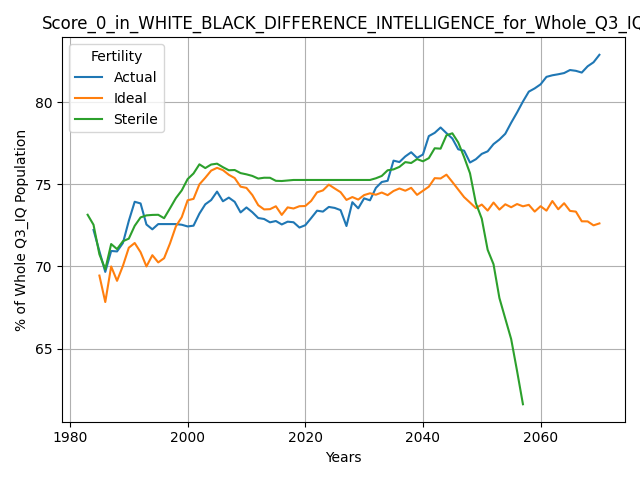 Score_0_in_WHITE_BLACK_DIFFERENCE_INTELLIGENCE_for_Whole_Q3_IQ
Fertility
Actual
Ideal
Sterile
% of Whole Q3_IQ Population
80
75
70
65
1980
2000
2020
2040
2060
Years